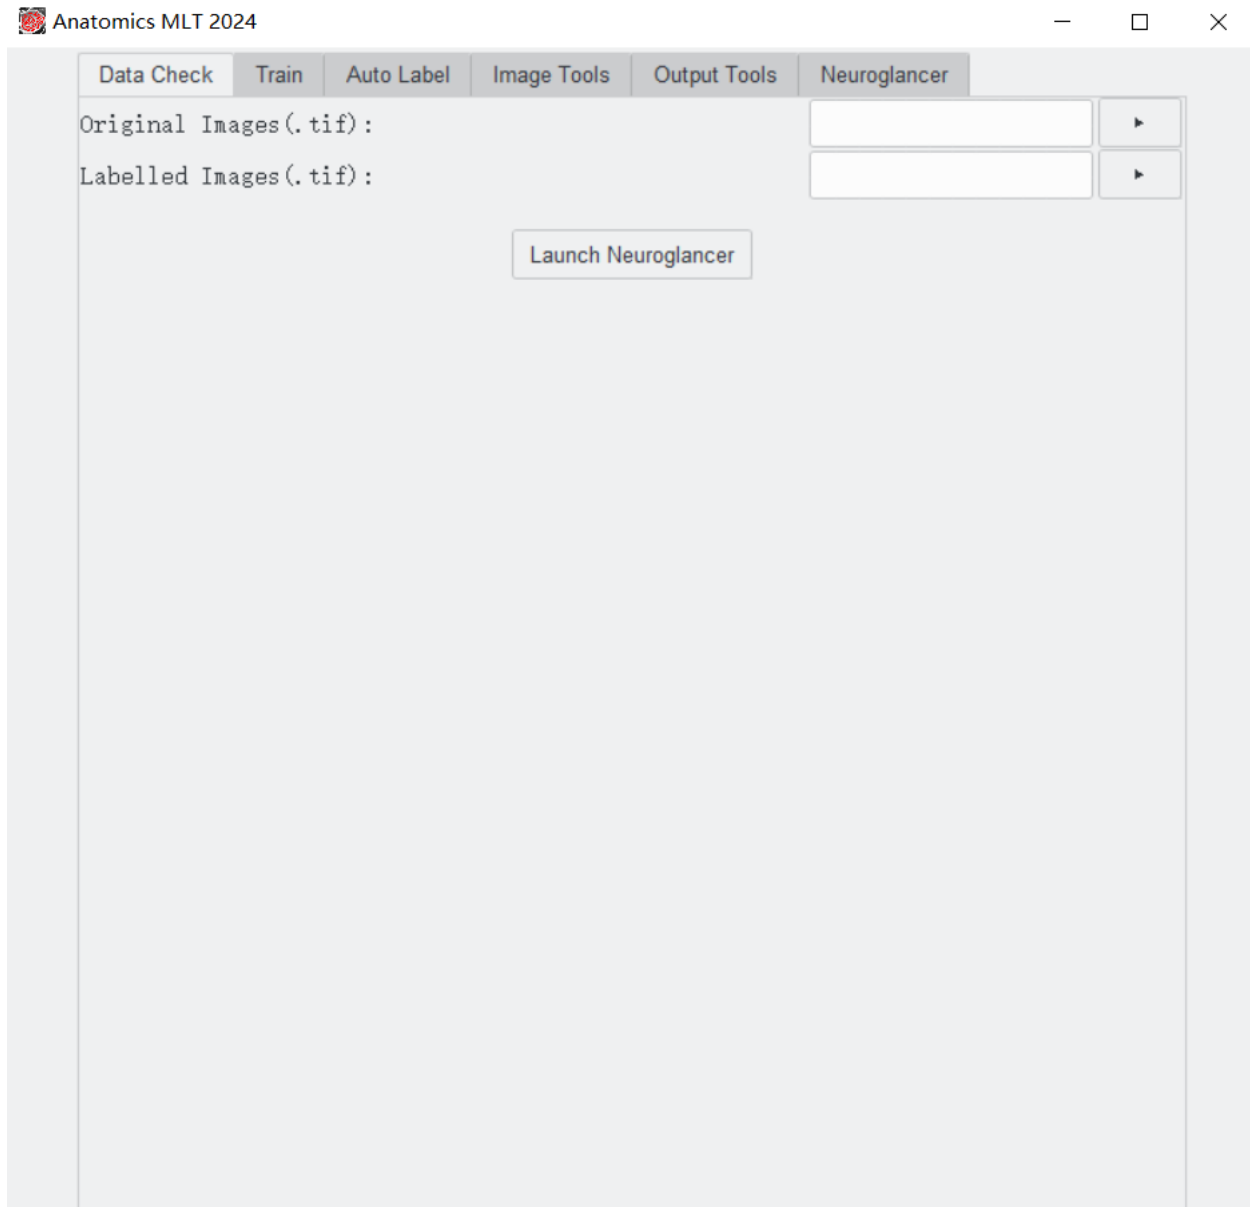 Anatomics MLT 2024
Data Check Train Auto Label Image Tools Output Tools Neuroglancer
Original Images(.tif):
Labelled Images(.tif):
Launch Neuroglancer